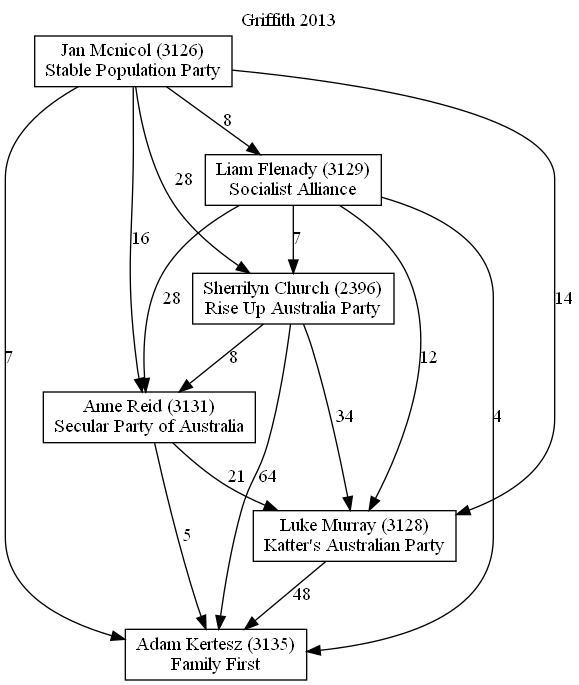 Griffith 2013
Jan Mcnicol (3126)
Stable Population Party
8
Liam Flenady (3129)
Socialist Alliance
28
16
7
Sherrilyn Church (2396)
Rise Up Australia Party
28
14
7
8
12
Anne Reid (3131)
Secular Party of Australia
34
4
21
64
Luke Murray (3128)
Katter's Australian Party
5
48
Adam Kertesz (3135)
Family First